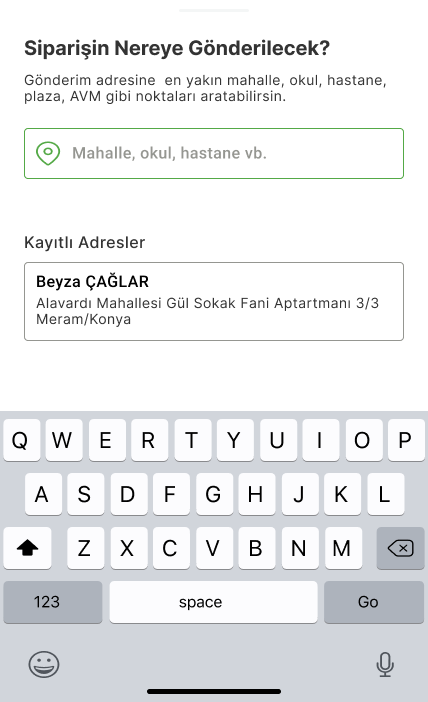 Siparişin Nereye Gönderilecek?
Gönderim adresine  en yakın mahalle, okul, hastane,
plaza, AVM gibi noktaları aratabilirsin.
Mahalle, okul, hastane vb.
Kayıtlı Adresler
Beyza ÇAĞLAR
Alavardı Mahallesi Gül Sokak Fani Aptartmanı 3/3
Meram/Konya
Q W E R T Y U I O P
A S D F G H J K L
Z X C V B N M
123 space Go